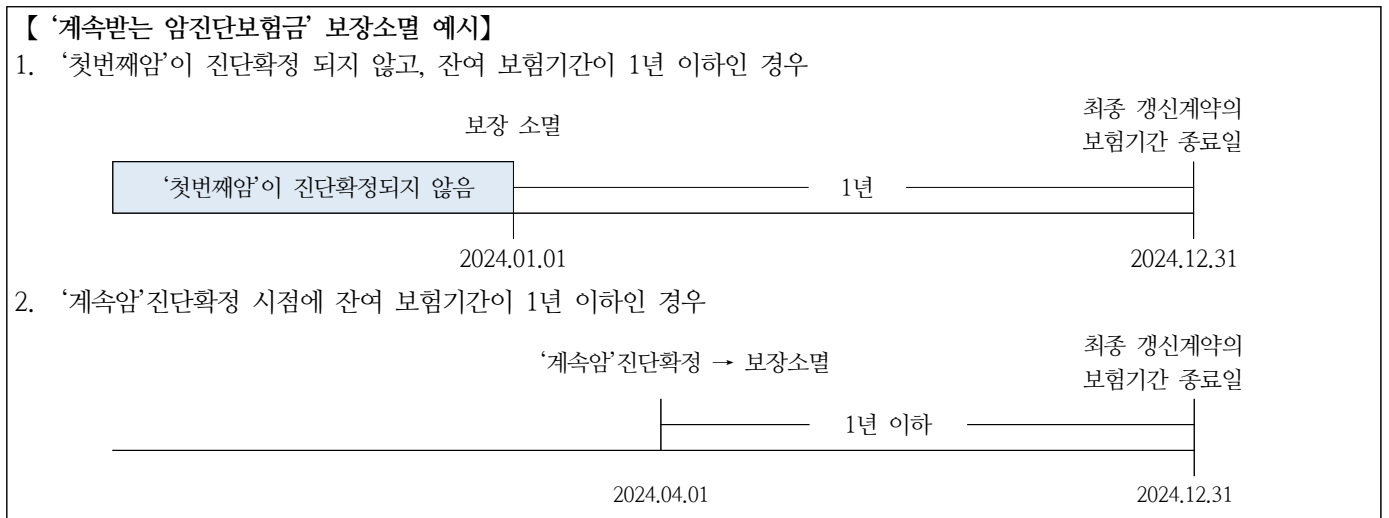 【 ‘계속받는 암진단보험금’ 보장소멸 예시】
1. ‘첫번째암’이 진단확정 되지 않고, 잔여 보험기간이 1년 이하인 경우
최종 갱신계약의
보장 소멸
보험기간 종료일
‘첫번째암’이 진단확정되지 않음
1년
2024.01.01
2024.12.31
2. ‘계속암’진단확정 시점에 잔여 보험기간이 1년 이하인 경우
최종 갱신계약의
‘계속암’진단확정 → 보장소멸
보험기간 종료일
1년 이하
2024.04.01
2024.12.31